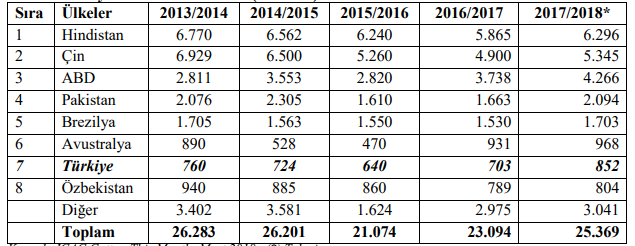 Sıra Ülkeler 2013/2014 2014/2015 2015/2016 2016/2017 2017/2018*
1 Hindistan 6.770 6.562 6.240 5.865 6.296
2 Çin 6.929 6.500 5.260 4.900 5.345
3 ABD 2.811 3.553 2.820 3.738 4.266
4 Pakistan 2.076 2.305 1.610 1.663 2.094
5 Brezilya 1.705 1.563 1.550 1.530 1.703
6 Avustralya 890 528 470 931 968
7 Türkiye 760 724 640 703 852
8 Özbekistan 940 885 860 789 804
Diğer 3.402 3.581 1.624 2.975 3.041
Toplam 26.283 26.201 21.074 23.094 25.369